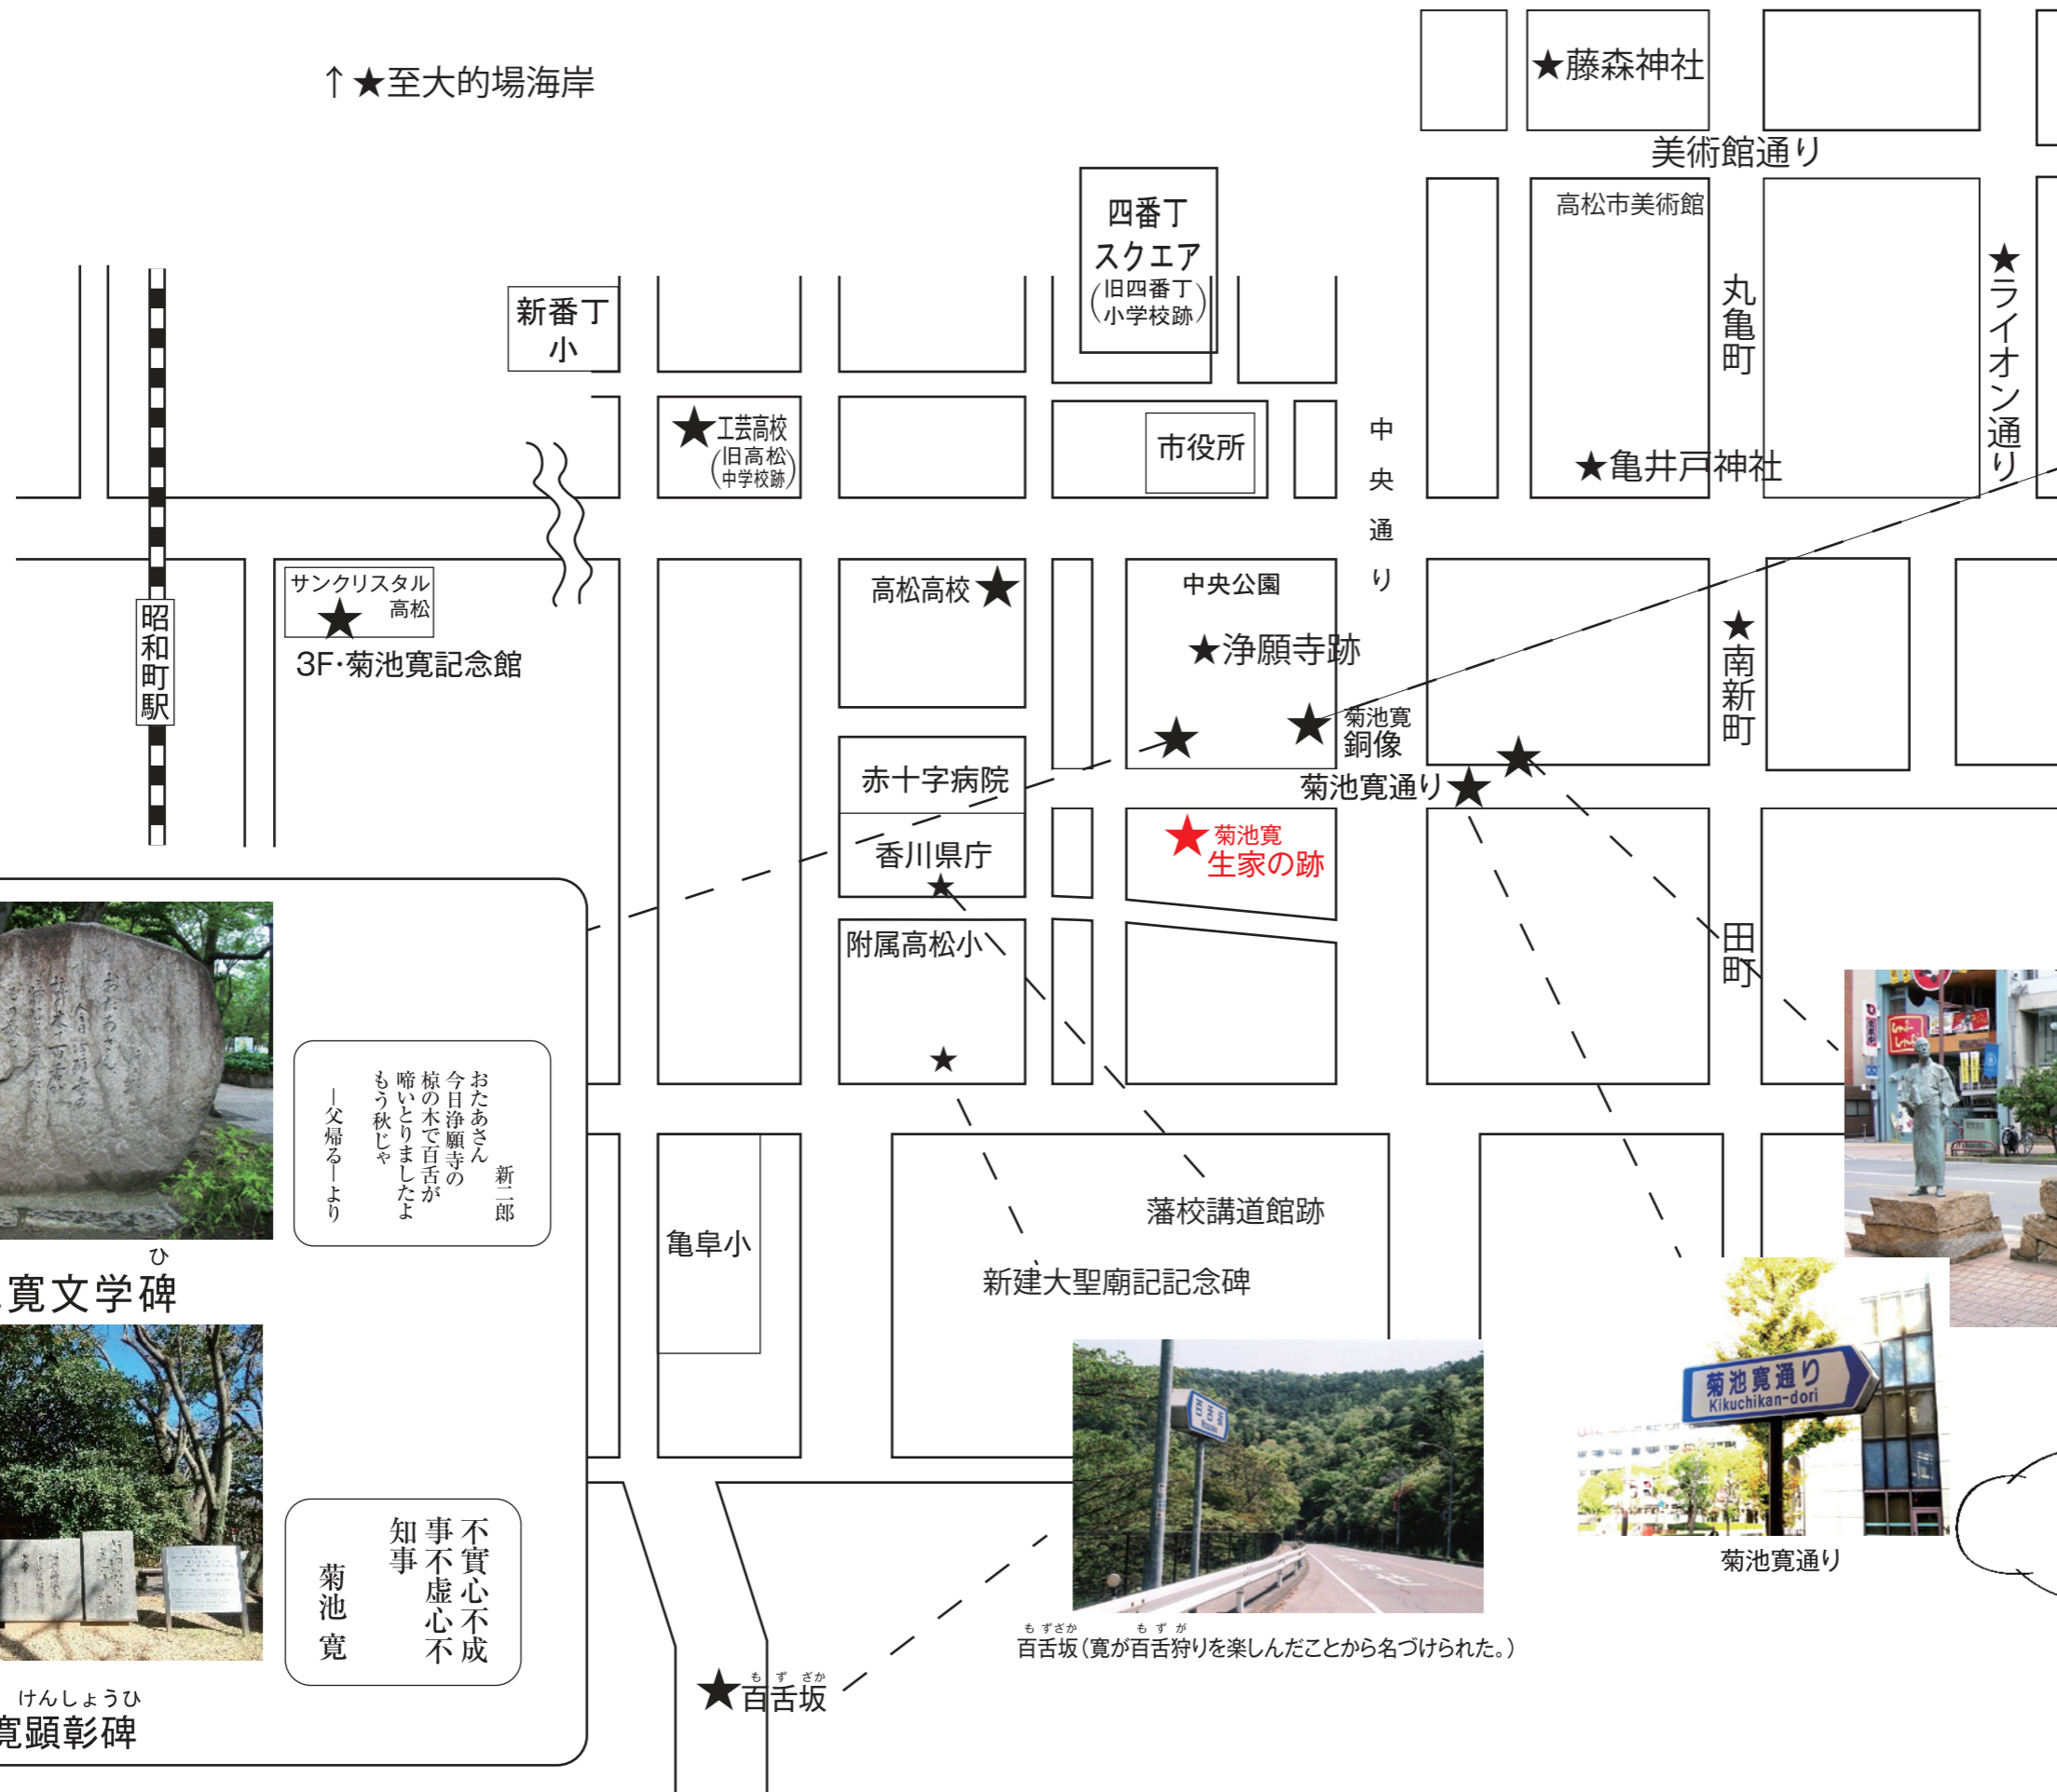 ↑★至大的場海岸
★藤森神社
美術館通り
高松市美術館
四番丁
スクエア
(旧四番丁
小学校跡)
新番丁
小
丸亀町
★ライオン通り
★工芸高校
(旧高松
中学校跡)
市役所
中央通り
★亀井戸神社
サンクリスタル
★高松
3F・菊池寛記念館
昭和町駅
高松高校★
中央公園
★浄願寺跡
★南新町
★菊池寛
銅像
赤十字病院
菊池寛通り★
香川県庁
★菊池寛
生家の跡
附属高松小
田町
新二郎
おたあさん
今日浄願寺の
椋の木で百舌が
啼いとりましたよ
もう秋じゃ
―父帰る―より
ひ
寛文学碑
亀阜小
藩校講道館跡
新建大聖廟記記念碑
菊池寛通り
Kikuchikan-dori
菊池寛通り
不實心不成
事不虚心不
知事
菊池 寛
もずざか もずが
百舌坂(寛が百舌狩りを楽しんだことから名づけられた。)
もずざか
★百舌坂
けんしょうひ
寛顕彰碑